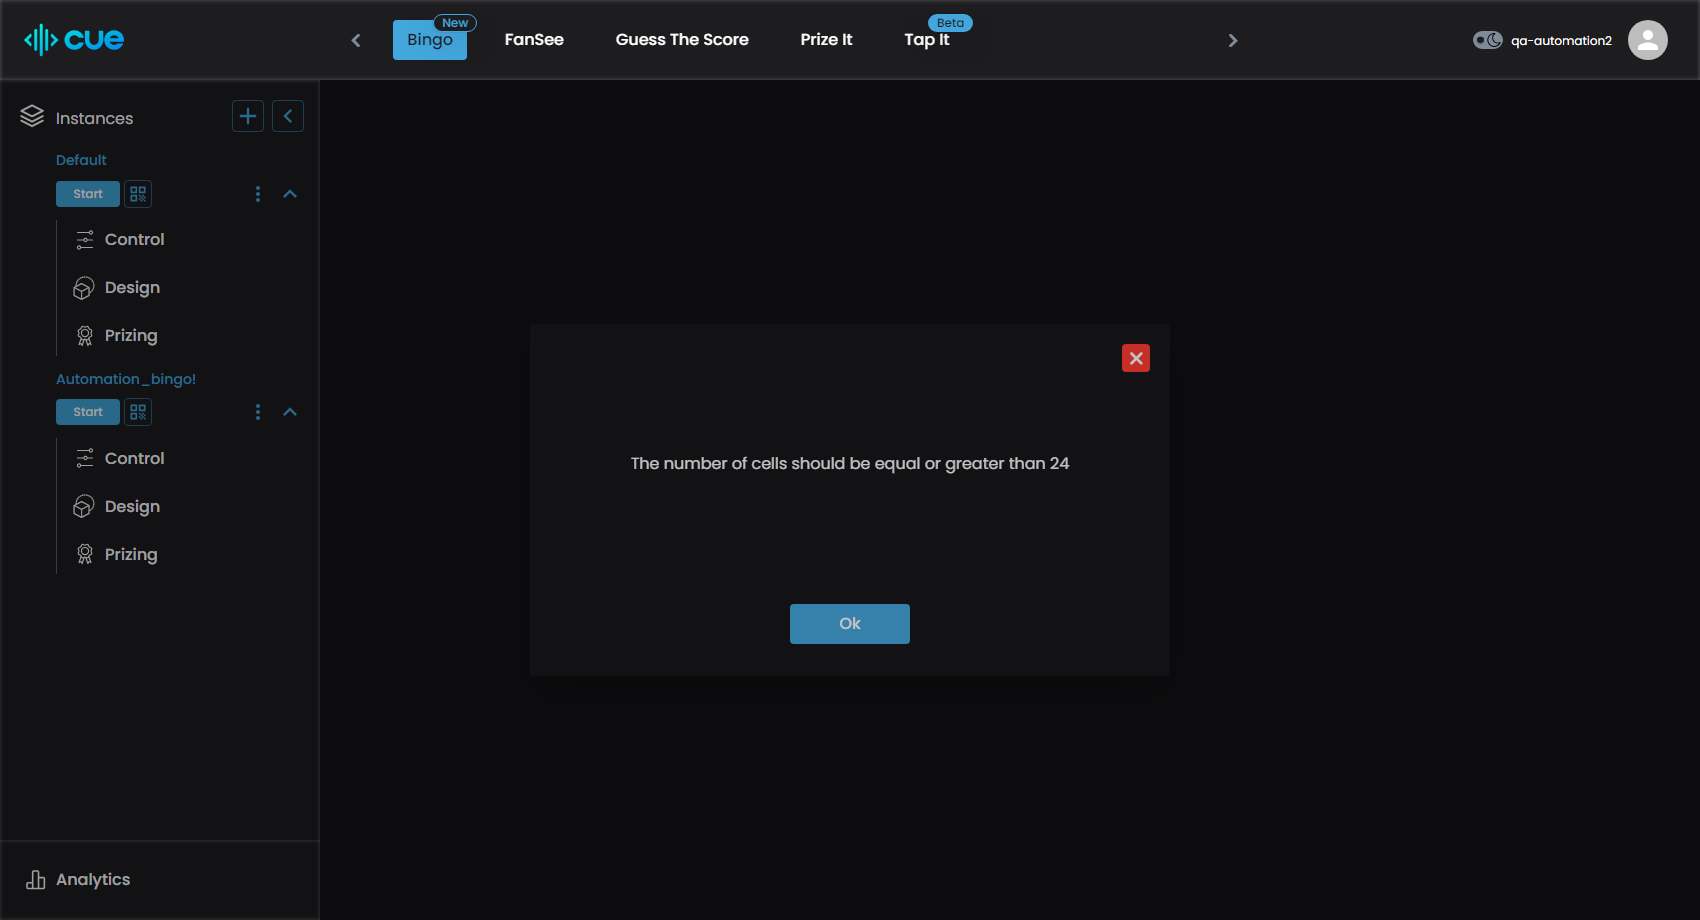 cue
New
Bingo
FanSee
Guess The Score
Prize It
Beta
Tap It
qa-automation2
Instances
Default
Start
Control
Design
Prizing
Automation_bingo!
Start
Control
Design
Prizing
The number of cells should be equal or greater than 24
Ok
Analytics